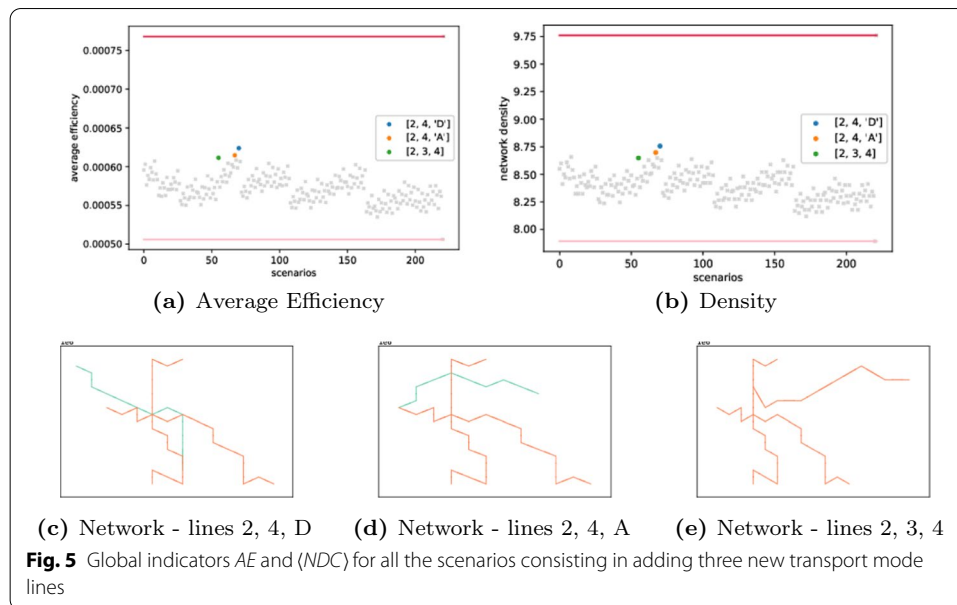 0.00075
0.00070
0.00065
0.00060
0.00055
0.00050
average efficiency
[2, 4, 'D']
[2, 4, 'A']
[2, 3, 4]
0 50 100 150 200
scenarios
(a) Average Efficiency
9.75
9.50
9.25
9.00
8.75
8.50
8.25
8.00
network density
[2, 4, 'D']
[2, 4, 'A']
[2, 3, 4]
0 50 100 150 200
scenarios
(b) Density
(c) Network - lines 2, 4, D
(d) Network - lines 2, 4, A
(e) Network - lines 2, 3, 4
Fig. 5 Global indicators AE and ⟨NDC⟩ for all the scenarios consisting in adding three new transport mode
lines